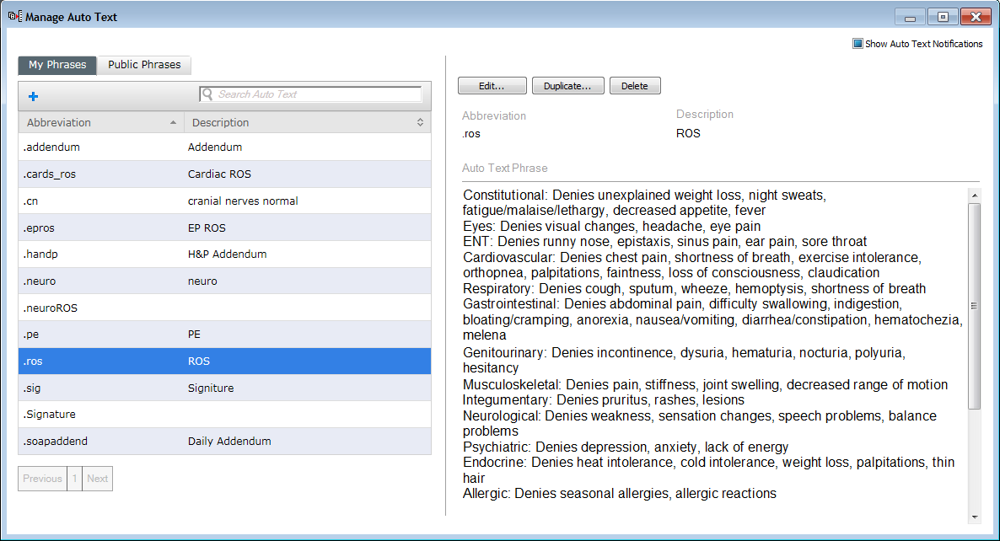 Manage Auto Text
Show Auto Text Notifications
My Phrases Public Phrases
Search Auto Text
Abbreviation Description
.addendum Addendum
.cards_ros Cardiac ROS
.cn cranial nerves normal
.epros EP ROS
.handp H&P Addendum
.neuro neuro
.neuroROS
.pe PE
.ros ROS
.sig Signiture
.Signature
.soapaddend Daily Addendum
Previous 1 Next
Edit... Duplicate... Delete
Abbreviation Description
.ros ROS
Auto Text Phrase
Constitutional: Denies unexplained weight loss, night sweats,
fatigue/malaise/lethargy, decreased appetite, fever
Eyes: Denies visual changes, headache, eye pain
ENT: Denies runny nose, epistaxis, sinus pain, ear pain, sore throat
Cardiovascular: Denies chest pain, shortness of breath, exercise intolerance,
orthopnea, palpitations, faintness, loss of consciousness, claudication
Respiratory: Denies cough, sputum, wheeze, hemoptysis, shortness of breath
Gastrointestinal: Denies abdominal pain, difficulty swallowing, indigestion,
bloating/cramping, anorexia, nausea/vomiting, diarrhea/constipation, hematochezia,
melena
Genitourinary: Denies incontinence, dysuria, hematuria, nocturia, polyuria,
hesitancy
Musculoskeletal: Denies pain, stiffness, joint swelling, decreased range of motion
Integumentary: Denies pruritus, rashes, lesions
Neurological: Denies weakness, sensation changes, speech problems, balance
problems
Psychiatric: Denies depression, anxiety, lack of energy
Endocrine: Denies heat intolerance, cold intolerance, weight loss, palpitations, thin
hair
Allergic: Denies seasonal allergies, allergic reactions